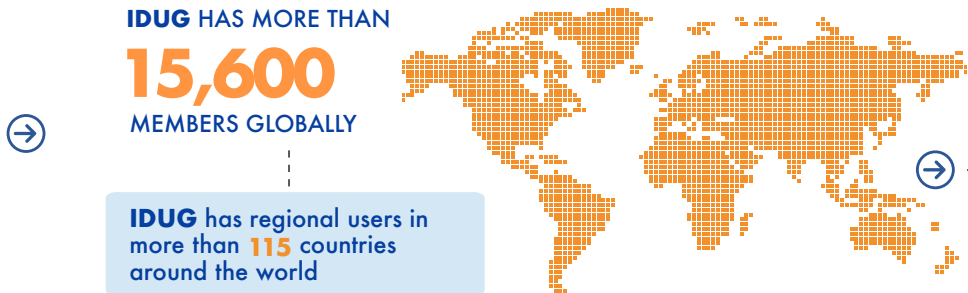 IDUG HAS MORE THAN
15,600
MEMBERS GLOBALLY
IDUG has regional users in
more than 115 countries
around the world